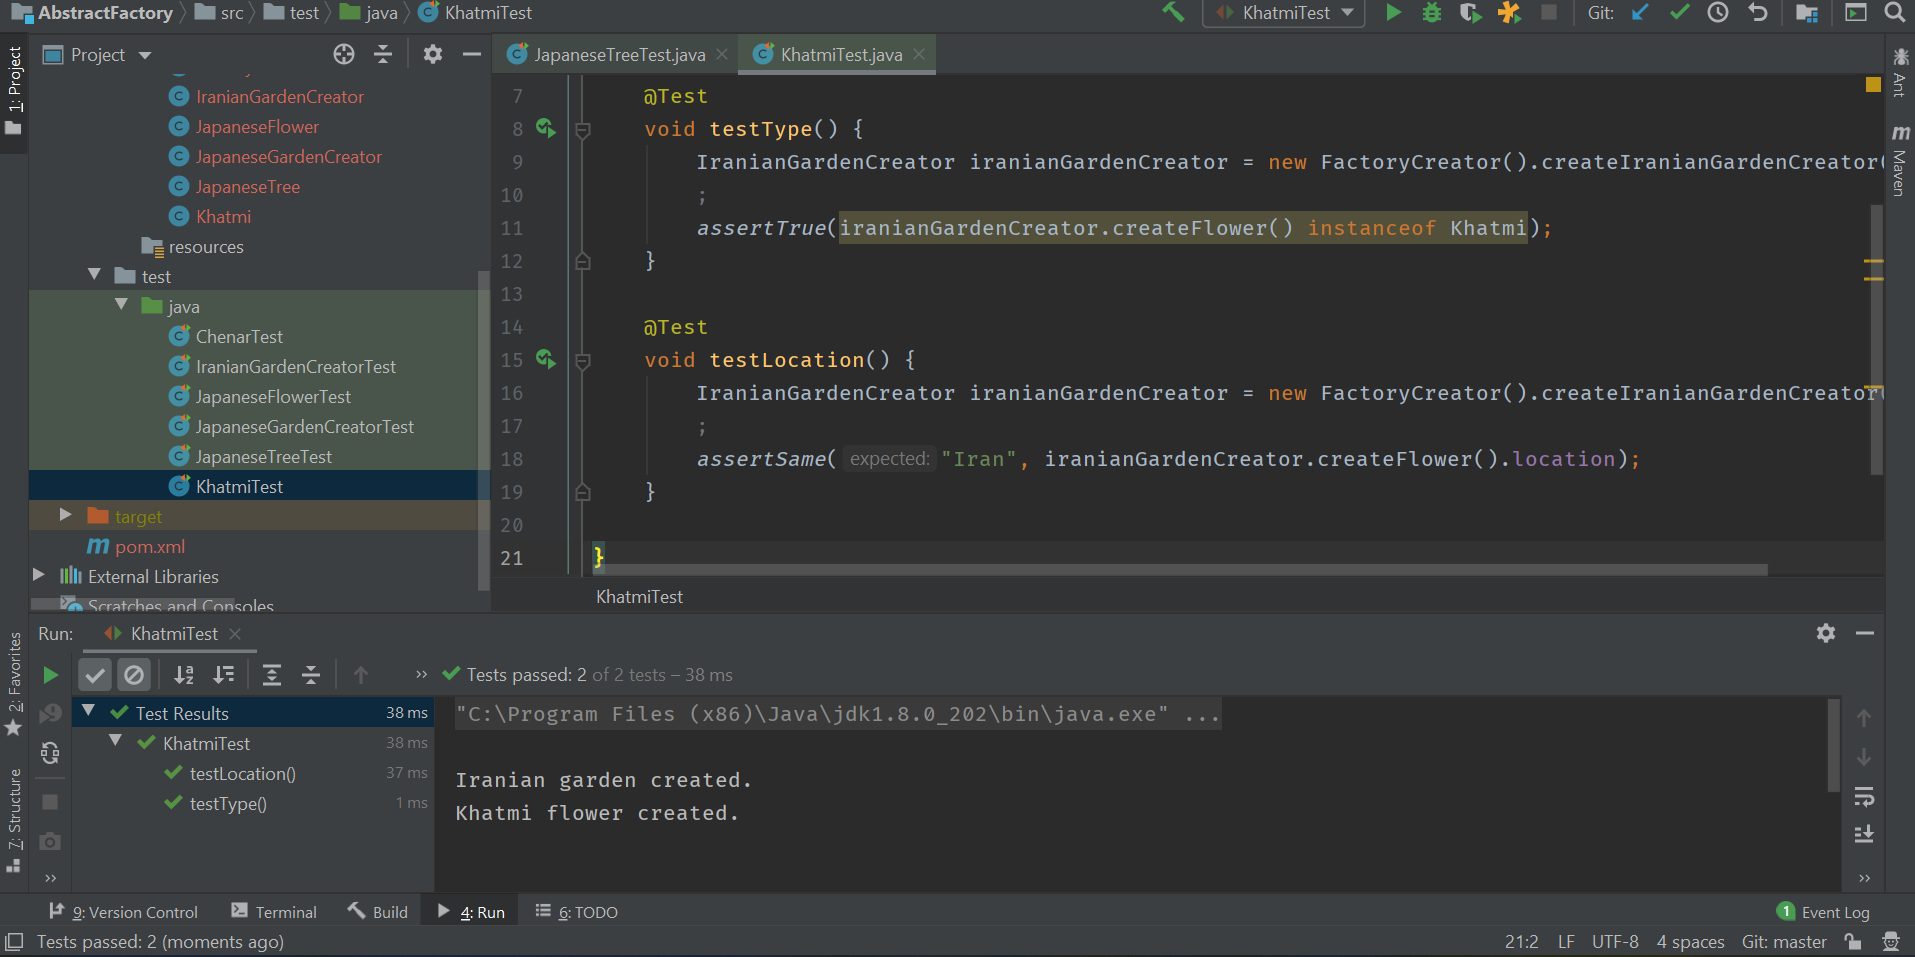 AbstractFactory src test java KhatmiTest
KhatmiTest Git:
1: Project
Project
IranianGardenCreator
JapaneseFlower
JapaneseGardenCreator
JapaneseTree
Khatmi
resources
test
java
ChenarTest
IranianGardenCreatorTest
JapaneseFlowerTest
JapaneseGardenCreatorTest
JapaneseTreeTest
KhatmiTest
target
pom.xml
External Libraries
Scratches and Consoles
JapaneseTreeTest.java KhatmiTest.java
7 @Test
8 void testType() {
9 IranianGardenCreator iranianGardenCreator = new FactoryCreator().createIranianGardenCreator(
10 ;
11 assertTrue(iranianGardenCreator.createFlower() instanceof Khatmi);
12 }
13
14 @Test
15 void testLocation() {
16 IranianGardenCreator iranianGardenCreator = new FactoryCreator().createIranianGardenCreator(
17 ;
18 assertSame( expected: "Iran", iranianGardenCreator.createFlower().location);
19 }
20
21 }
KhatmiTest
Ant
Maven
2: Favorites
7: Structure
Run: KhatmiTest
Tests passed: 2 of 2 tests – 38 ms
Test Results 38 ms
KhatmiTest 38 ms
testLocation() 37 ms
testType() 1 ms
"C:\Program Files (x86)\Java\jdk1.8.0_202\bin\java.exe" ...
Iranian garden created.
Khatmi flower created.
9: Version Control Terminal Build 4: Run 6: TODO 1 Event Log
Tests passed: 2 (moments ago) 21:2 LF UTF-8 4 spaces Git: master